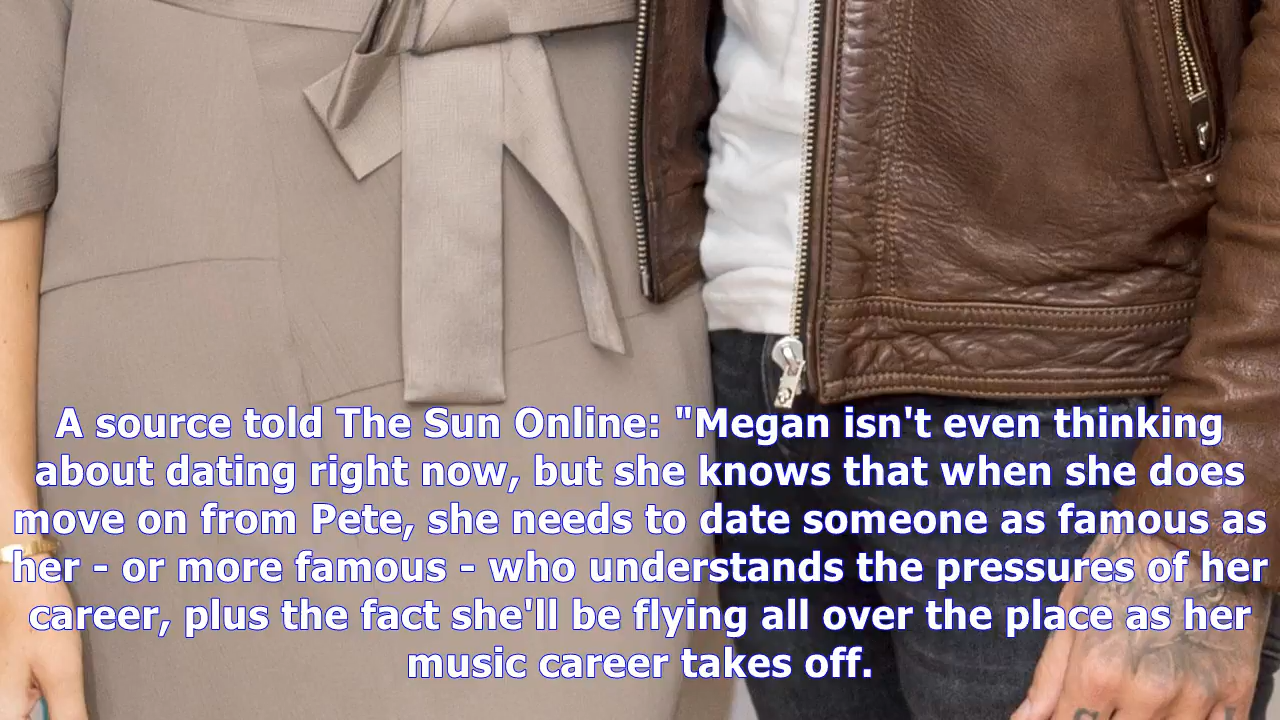 A source told The Sun Online: "Megan isn't even thinking
about dating right now, but she knows that when she does
move on from Pete, she needs to date someone as famous as
her - or more famous - who understands the pressures of her
career, plus the fact she'll be flying all over the place as her
music career takes off.